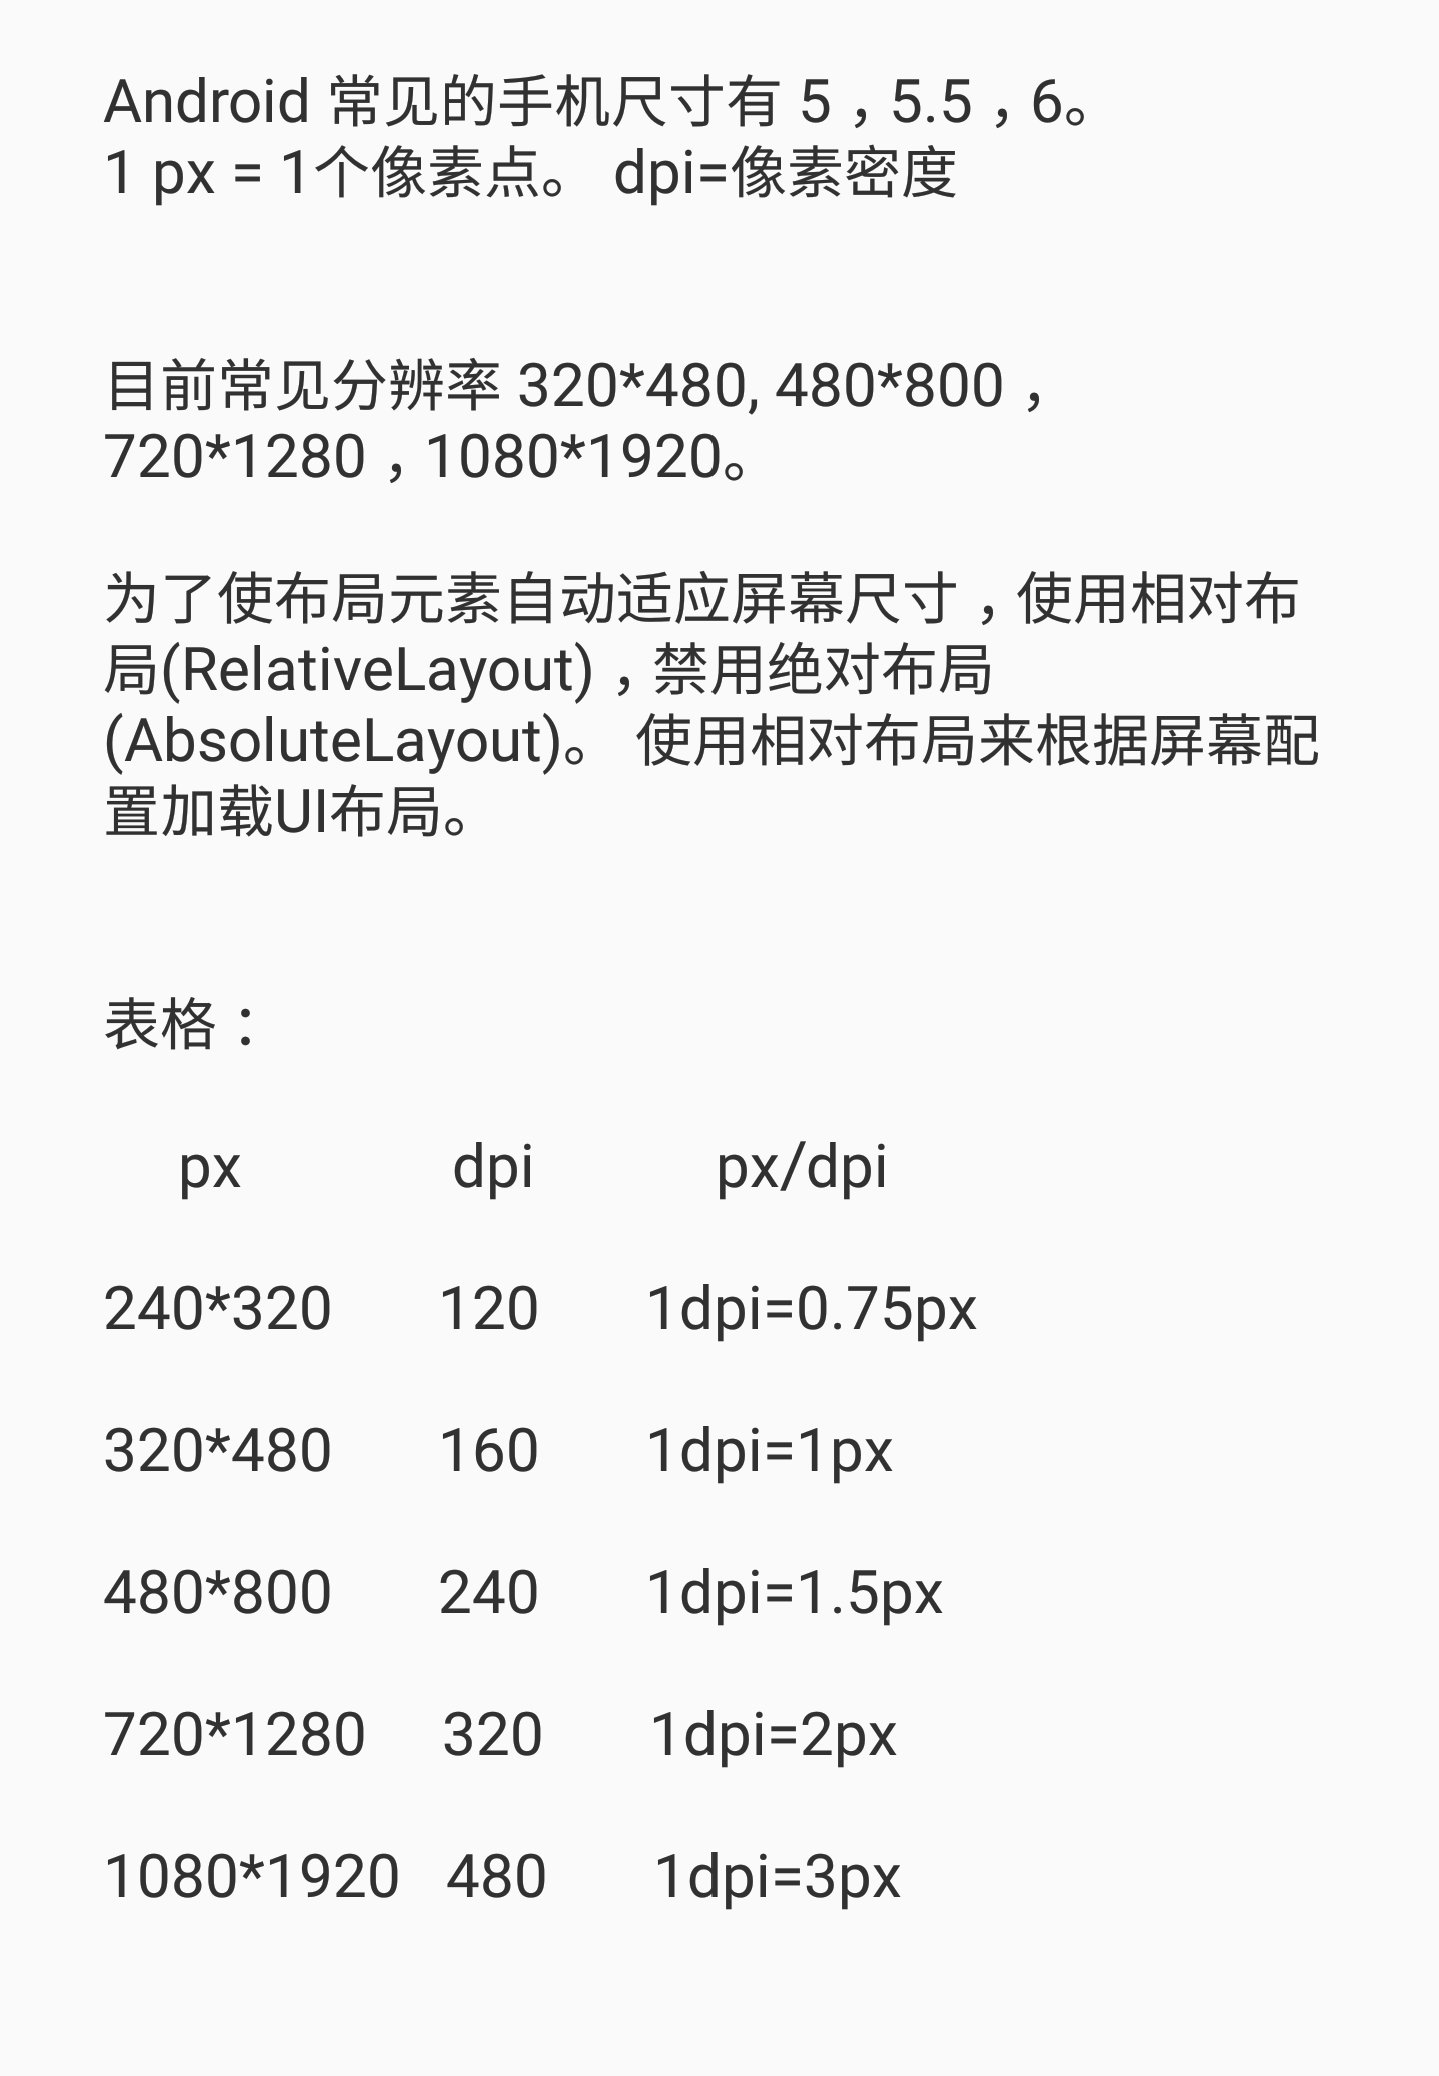 Android 常见的手机尺寸有 5，5.5，6。
1 px = 1个像素点。 dpi=像素密度
目前常见分辨率 320*480, 480*800，
720*1280，1080*1920。
为了使布局元素自动适应屏幕尺寸，使用相对布
局(RelativeLayout)，禁用绝对布局
(AbsoluteLayout)。 使用相对布局来根据屏幕配
置加载UI布局。
表格：
px dpi px/dpi
240*320 120 1dpi=0.75px
320*480 160 1dpi=1px
480*800 240 1dpi=1.5px
720*1280 320 1dpi=2px
1080*1920 480 1dpi=3px